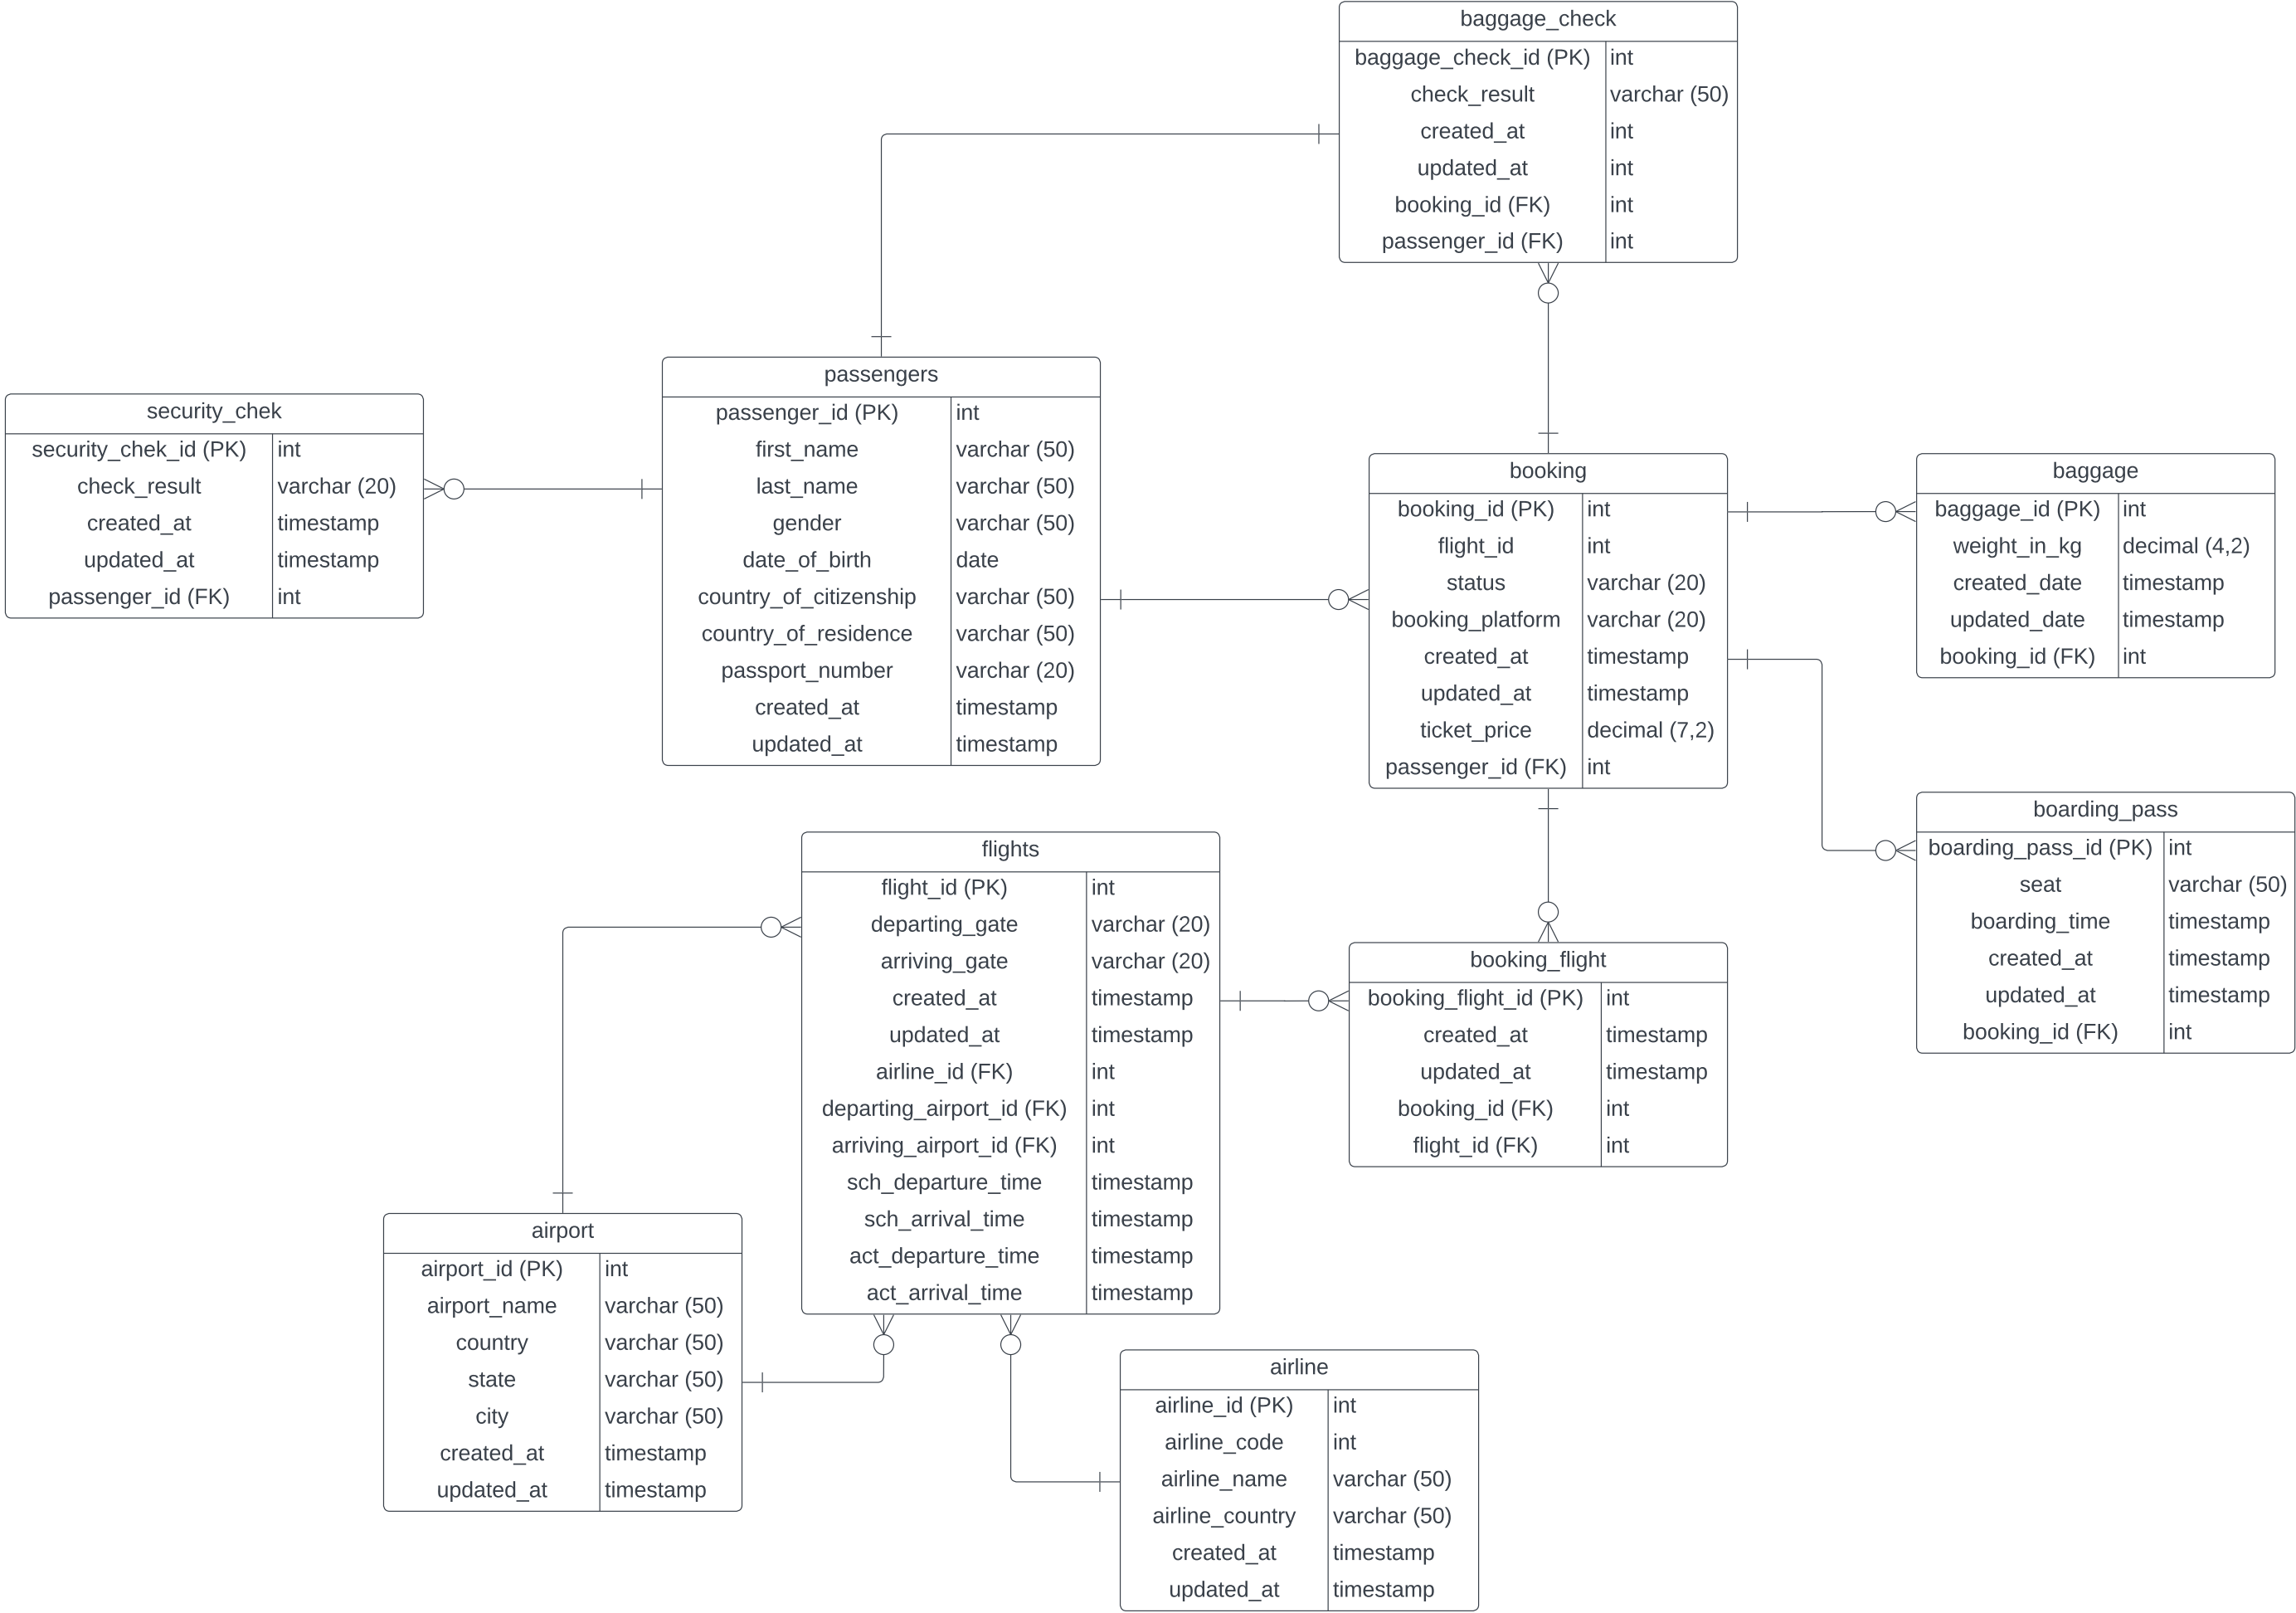 baggage_check
baggage_check_id (PK) int
check_result varchar (50)
created_at int
updated_at int
booking_id (FK) int
passenger_id (FK) int
passengers
passenger_id (PK) int
first_name varchar (50)
last_name varchar (50)
gender varchar (50)
date_of_birth date
country_of_citizenship varchar (50)
country_of_residence varchar (50)
passport_number varchar (20)
created_at timestamp
updated_at timestamp
security_chek
security_chek_id (PK) int
check_result varchar (20)
created_at timestamp
updated_at timestamp
passenger_id (FK) int
booking
booking_id (PK) int
flight_id int
status varchar (20)
booking_platform varchar (20)
created_at timestamp
updated_at timestamp
ticket_price decimal (7,2)
passenger_id (FK) int
baggage
baggage_id (PK) int
weight_in_kg decimal (4,2)
created_date timestamp
updated_date timestamp
booking_id (FK) int
boarding_pass
boarding_pass_id (PK) int
seat varchar (50)
boarding_time timestamp
created_at timestamp
updated_at timestamp
booking_id (FK) int
flights
flight_id (PK) int
departing_gate varchar (20)
arriving_gate varchar (20)
created_at timestamp
updated_at timestamp
airline_id (FK) int
departing_airport_id (FK) int
arriving_airport_id (FK) int
sch_departure_time timestamp
sch_arrival_time timestamp
act_departure_time timestamp
act_arrival_time timestamp
booking_flight
booking_flight_id (PK) int
created_at timestamp
updated_at timestamp
booking_id (FK) int
flight_id (FK) int
airport
airport_id (PK) int
airport_name varchar (50)
country varchar (50)
state varchar (50)
city varchar (50)
created_at timestamp
updated_at timestamp
airline
airline_id (PK) int
airline_code int
airline_name varchar (50)
airline_country varchar (50)
created_at timestamp
updated_at timestamp